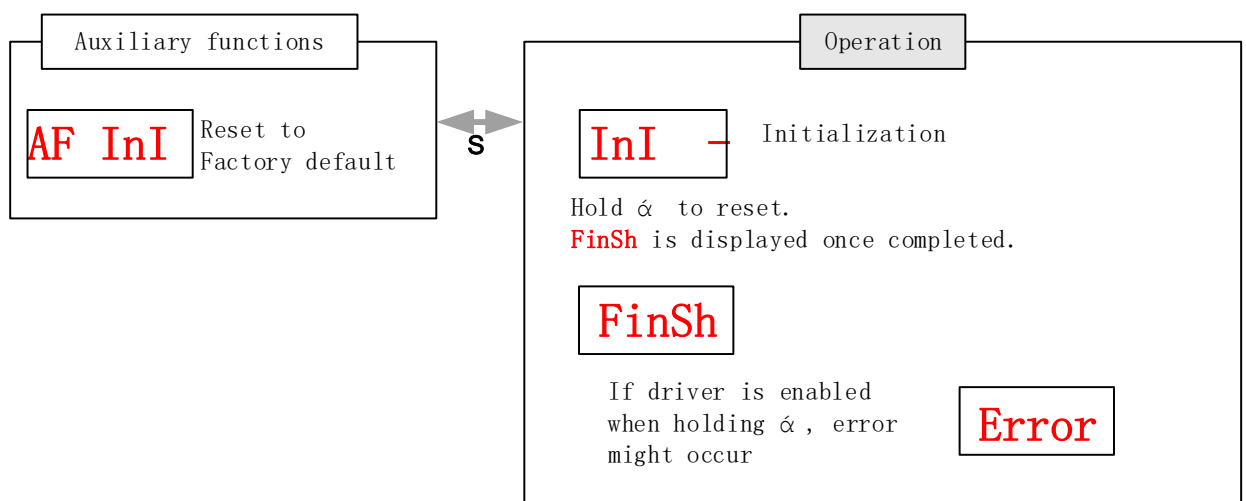 Auxiliary functions
AF InI
Reset to
Factory default
S
Operation
InI -
Initialization
Hold ά to reset.
FinSh is displayed once completed.
FinSh
If driver is enabled
when holding ά, error
might occur
Error